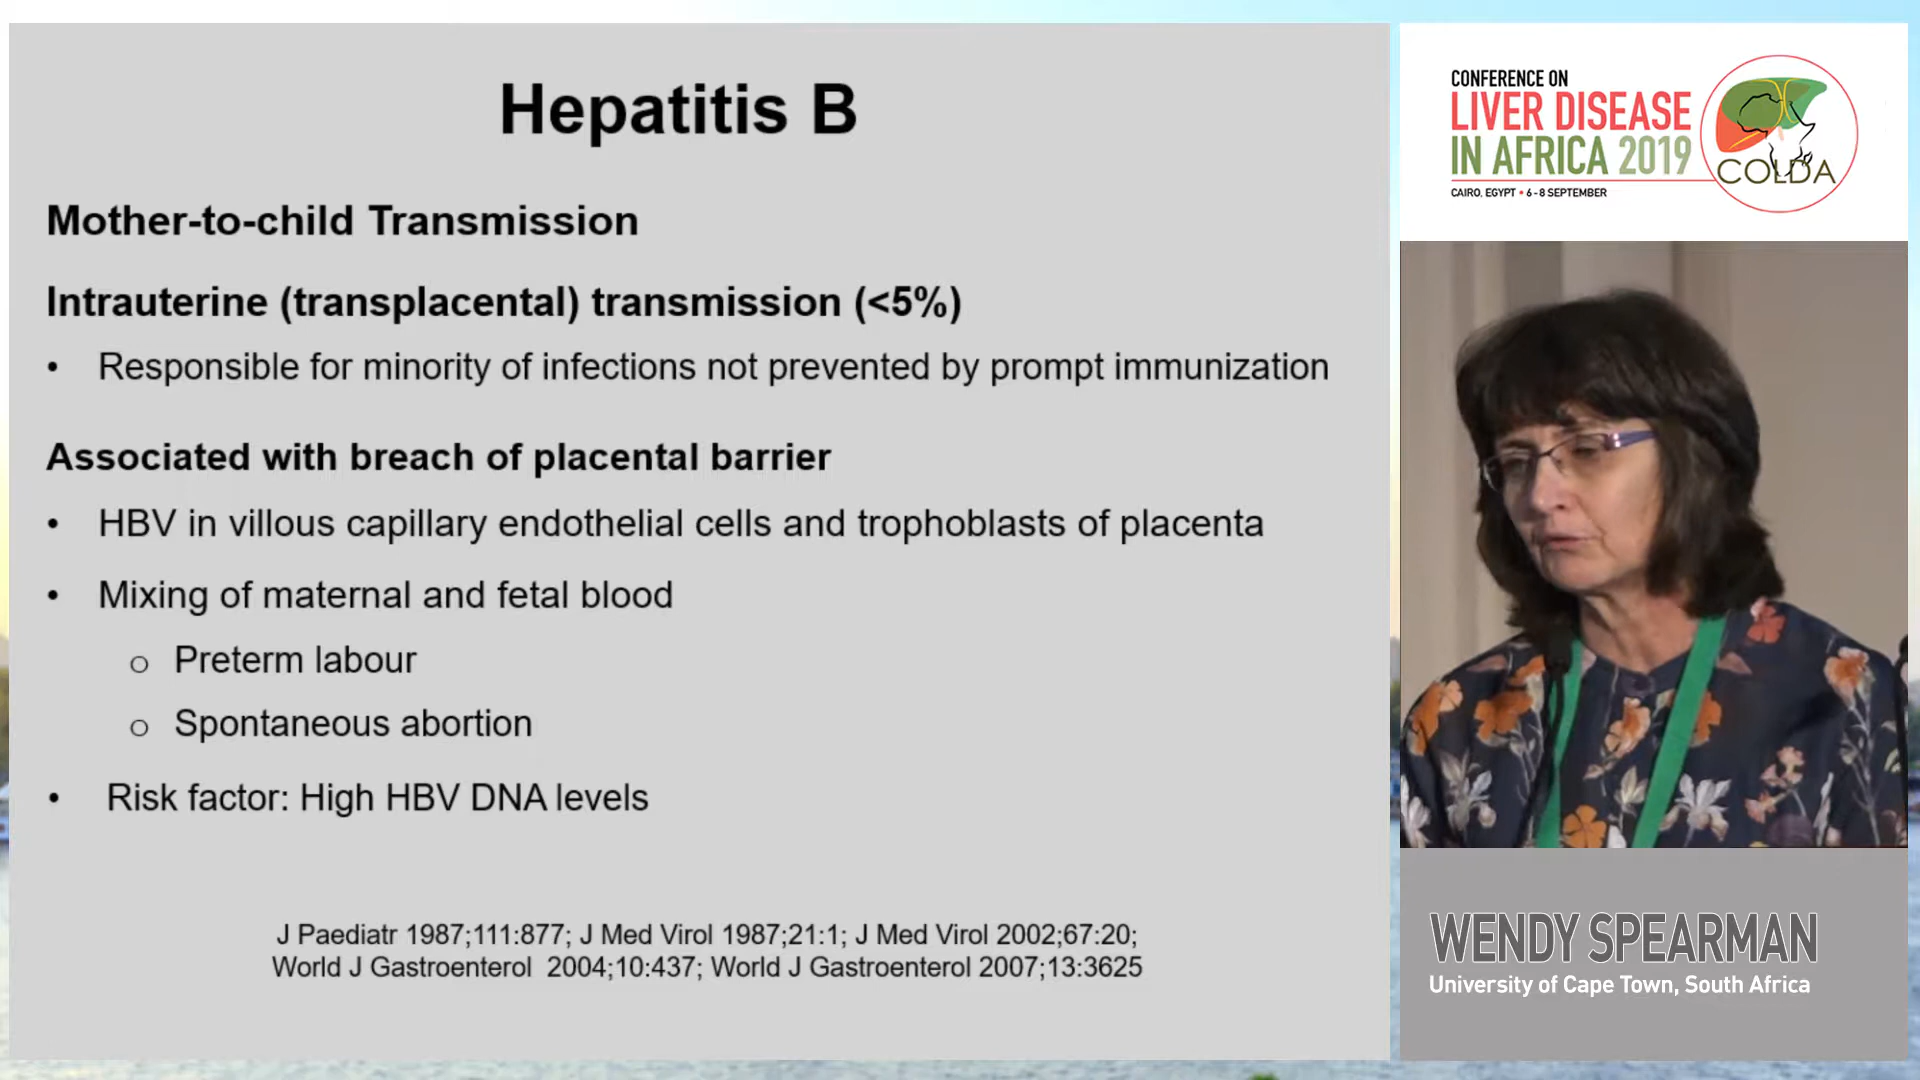 Hepatitis B
Mother-to-child Transmission
Intrauterine (transplacental) transmission (<5%)
• Responsible for minority of infections not prevented by prompt immunization
Associated with breach of placental barrier
• HBV in villous capillary endothelial cells and trophoblasts of placenta
• Mixing of maternal and fetal blood
o Preterm labour
o Spontaneous abortion
• Risk factor: High HBV DNA levels
J Paediatr 1987;111:877; J Med Virol 1987;21:1; J Med Virol 2002;67:20;
World J Gastroenterol 2004;10:437; World J Gastroenterol 2007;13:3625
CONFERENCE ON
LIVER DISEASE
IN AFRICA 2019
CAIRO, EGYPT • 6 - 8 SEPTEMBER
COLDA
WENDY SPEARMAN
University of Cape Town, South Africa